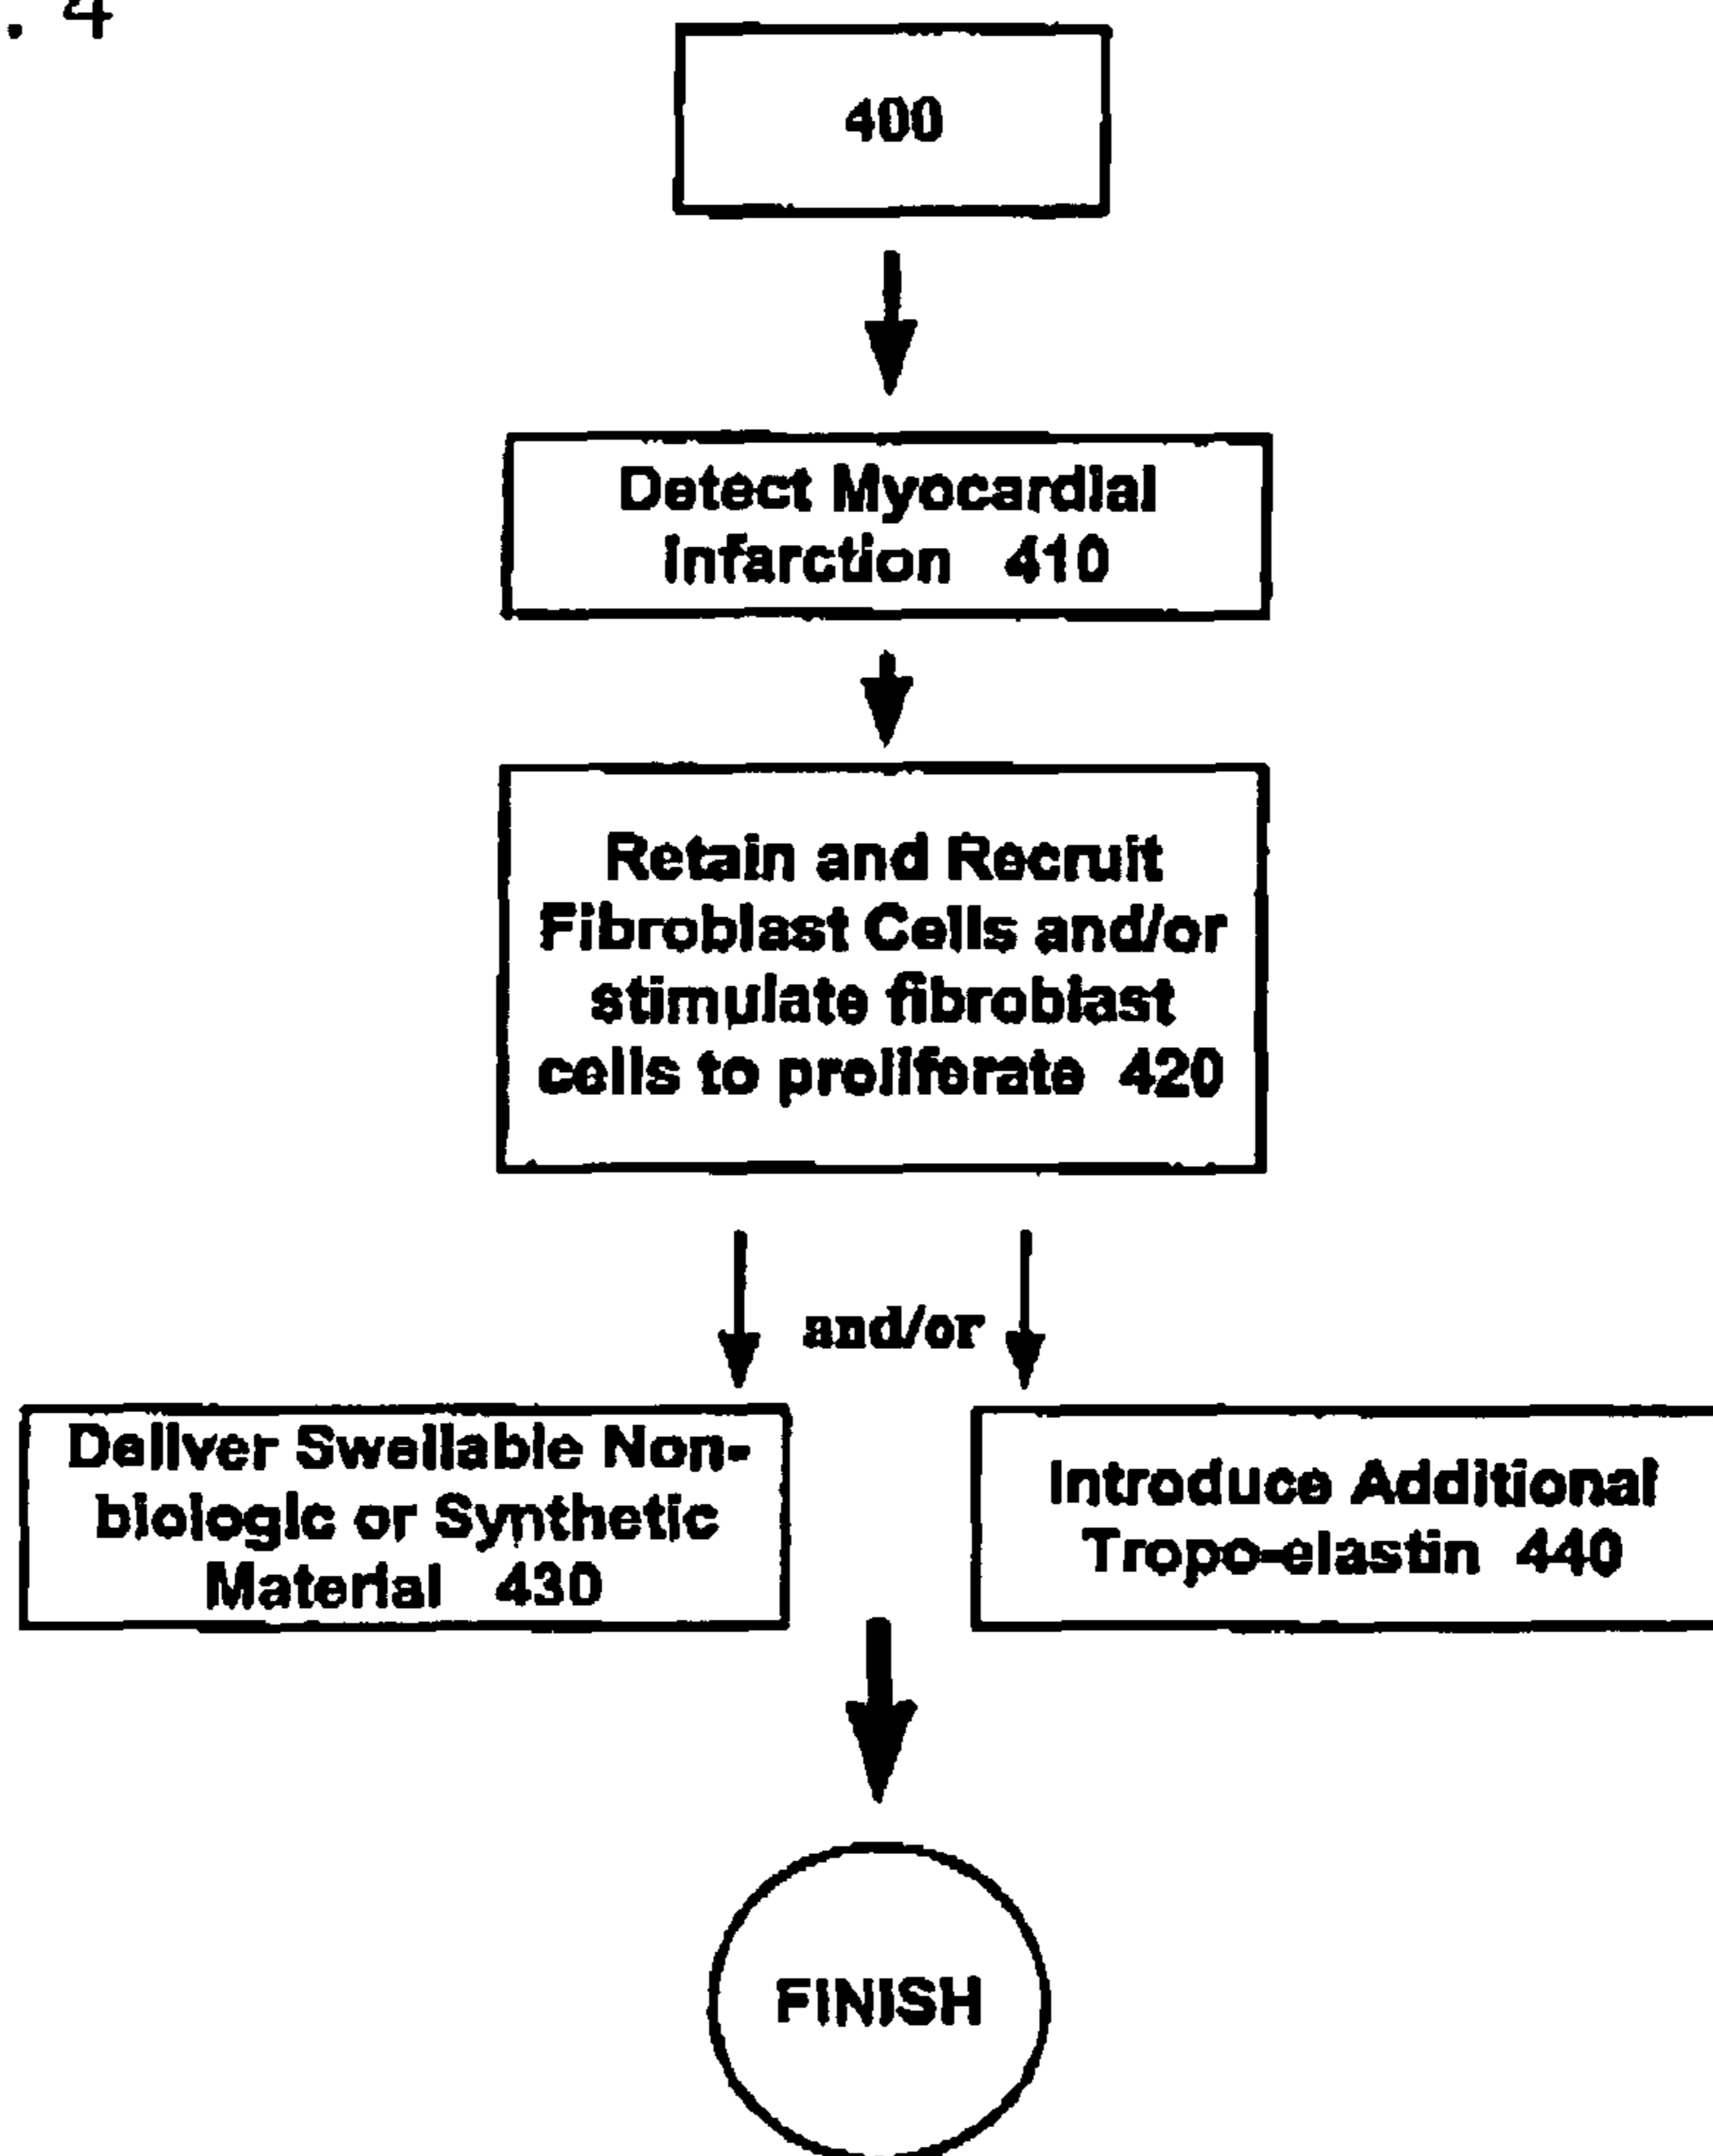 . 4
400
Detect Myocardial
Infarction 410
Retain and Recruit
Fibroblast Cells and/or
stimulate fibroblast
cells to proliferate 420
and/or
Deliver Swellable Non-
biologic or Synthetic
Material 430
Introduce Additional
Tropo-elastin 440
FINISH